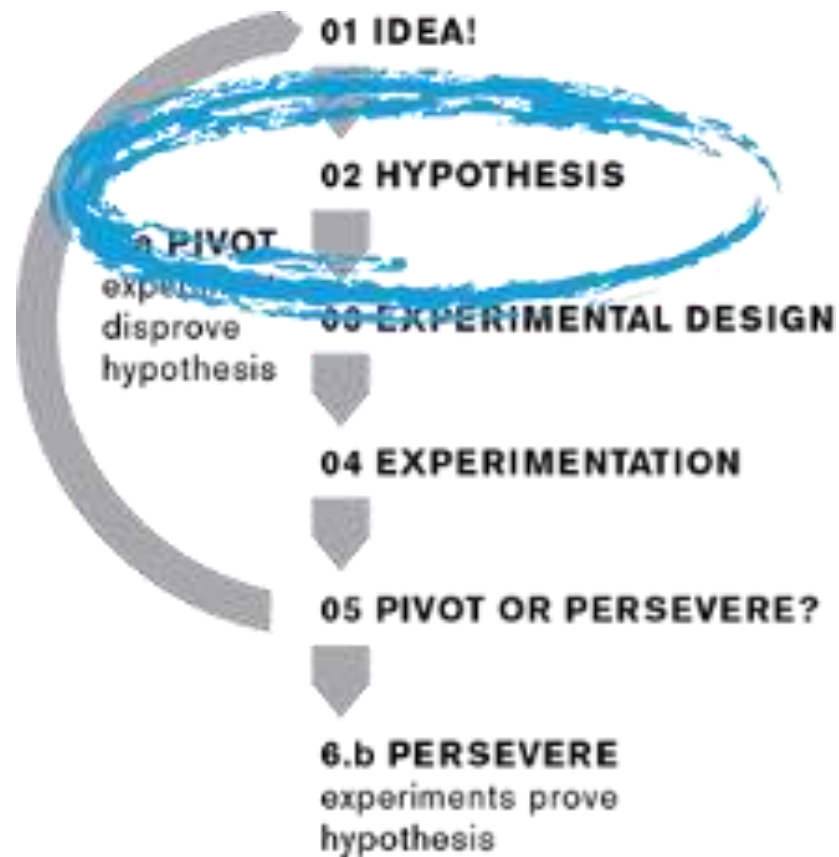 01 IDEA!
02 HYPOTHESIS
PIVOT
disprove
hypothesis
EXPERIMENTAL DESIGN
04 EXPERIMENTATION
05 PIVOT OR PERSEVERE?
6.b PERSEVERE
experiments prove
hypothesis